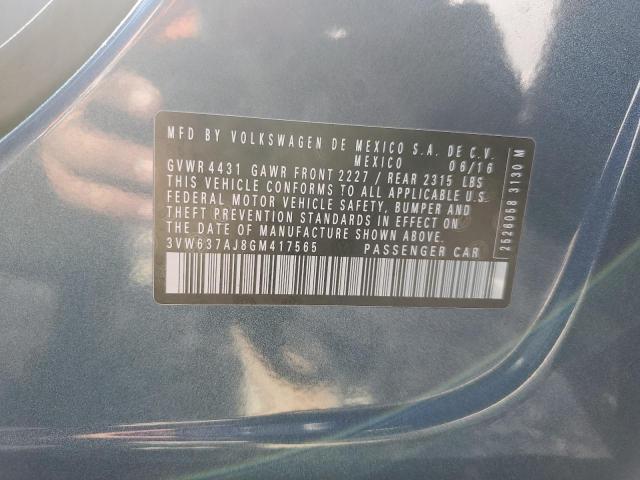 MFD BY VOLKSWAGEN DE MEXICO S.A. DE C.V.
MEXICO 06/16
GVWR 4431 GAWR FRONT 2227 / REAR 2315 LBS
THIS VEHICLE CONFORMS TO ALL APPLICABLE U.S.
FEDERAL MOTOR VEHICLE SAFETY, BUMPER AND
THEFT PREVENTION STANDARDS IN EFFECT ON
THE DATE OF MANUFACTURE SHOWN ABOVE.
3VW637AJ8GM417565 PASSENGER CAR
2526058 3130 M